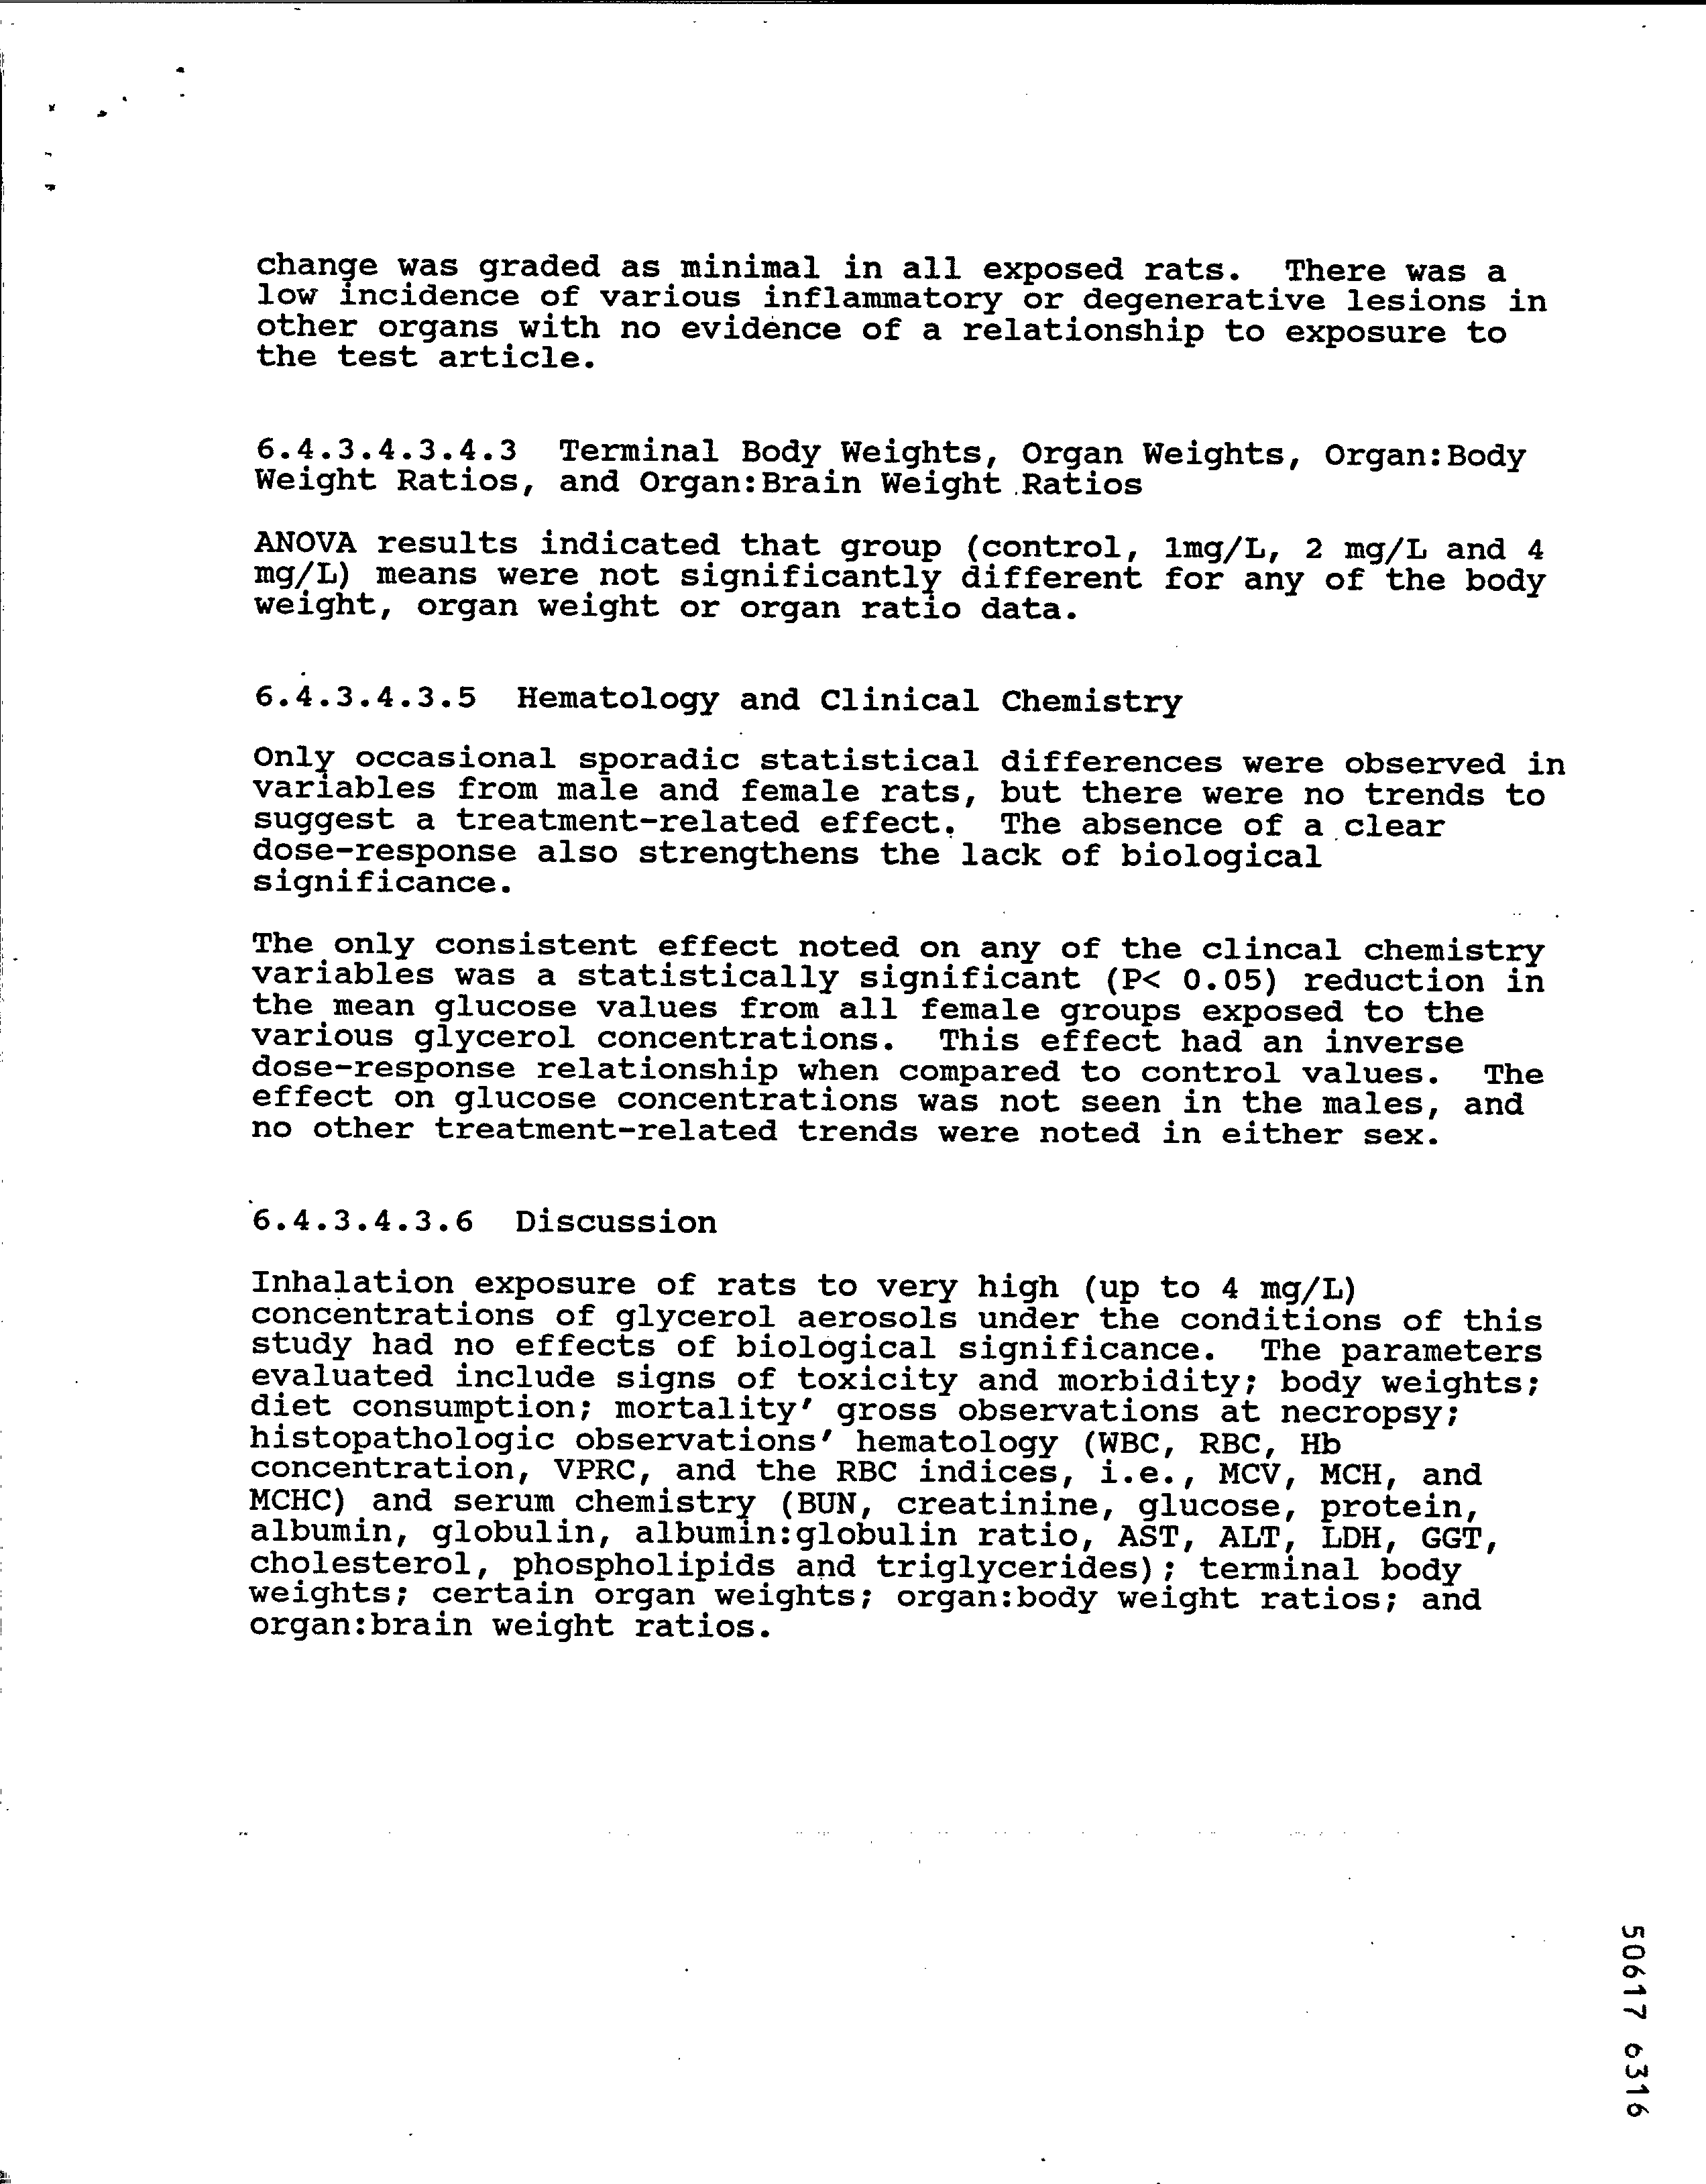 change was graded as minimal in all exposed rats.  There was a
low incidence of various inflammatory or degenerative lesions in
other organs with no evidence of a relationship to exposure to
the test article.
6.4.3.4.3.4.3  Terminal Body Weights, Organ Weights, Organ:Body
Weight Ratios, and Organ:Brain Weight Ratios
ANOVA results indicated that group (control, 1mg/L, 2 mg/L and 4
mg/L) means were not significantly different for any of the body
weight, organ weight or organ ratio data.
6.4.3.4.3.5  Hematology and Clinical Chemistry
Only occasional sporadic statistical differences were observed in
variables from male and female rats, but there were no trends to
suggest a treatment-related effect.  The absence of a clear
dose-response also strengthens the lack of biological
significance.
The only consistent effect noted on any of the clincal chemistry
variables was a statistically significant (P< 0.05) reduction in
the mean glucose values from all female groups exposed to the
various glycerol concentrations.  This effect had an inverse
dose-response relationship when compared to control values.  The
effect on glucose concentrations was not seen in the males, and
no other treatment-related trends were noted in either sex.
6.4.3.4.3.6  Discussion
Inhalation exposure of rats to very high (up to 4 mg/L)
concentrations of glycerol aerosols under the conditions of this
study had no effects of biological significance.  The parameters
evaluated include signs of toxicity and morbidity; body weights;
diet consumption; mortality' gross observations at necropsy;
histopathologic observations' hematology (WBC, RBC, Hb
concentration, VPRC, and the RBC indices, i.e., MCV, MCH, and
MCHC) and serum chemistry (BUN, creatinine, glucose, protein,
albumin, globulin, albumin:globulin ratio, AST, ALT, LDH, GGT,
cholesterol, phospholipids and triglycerides); terminal body
weights; certain organ weights; organ:body weight ratios; and
organ:brain weight ratios.
50617 6316